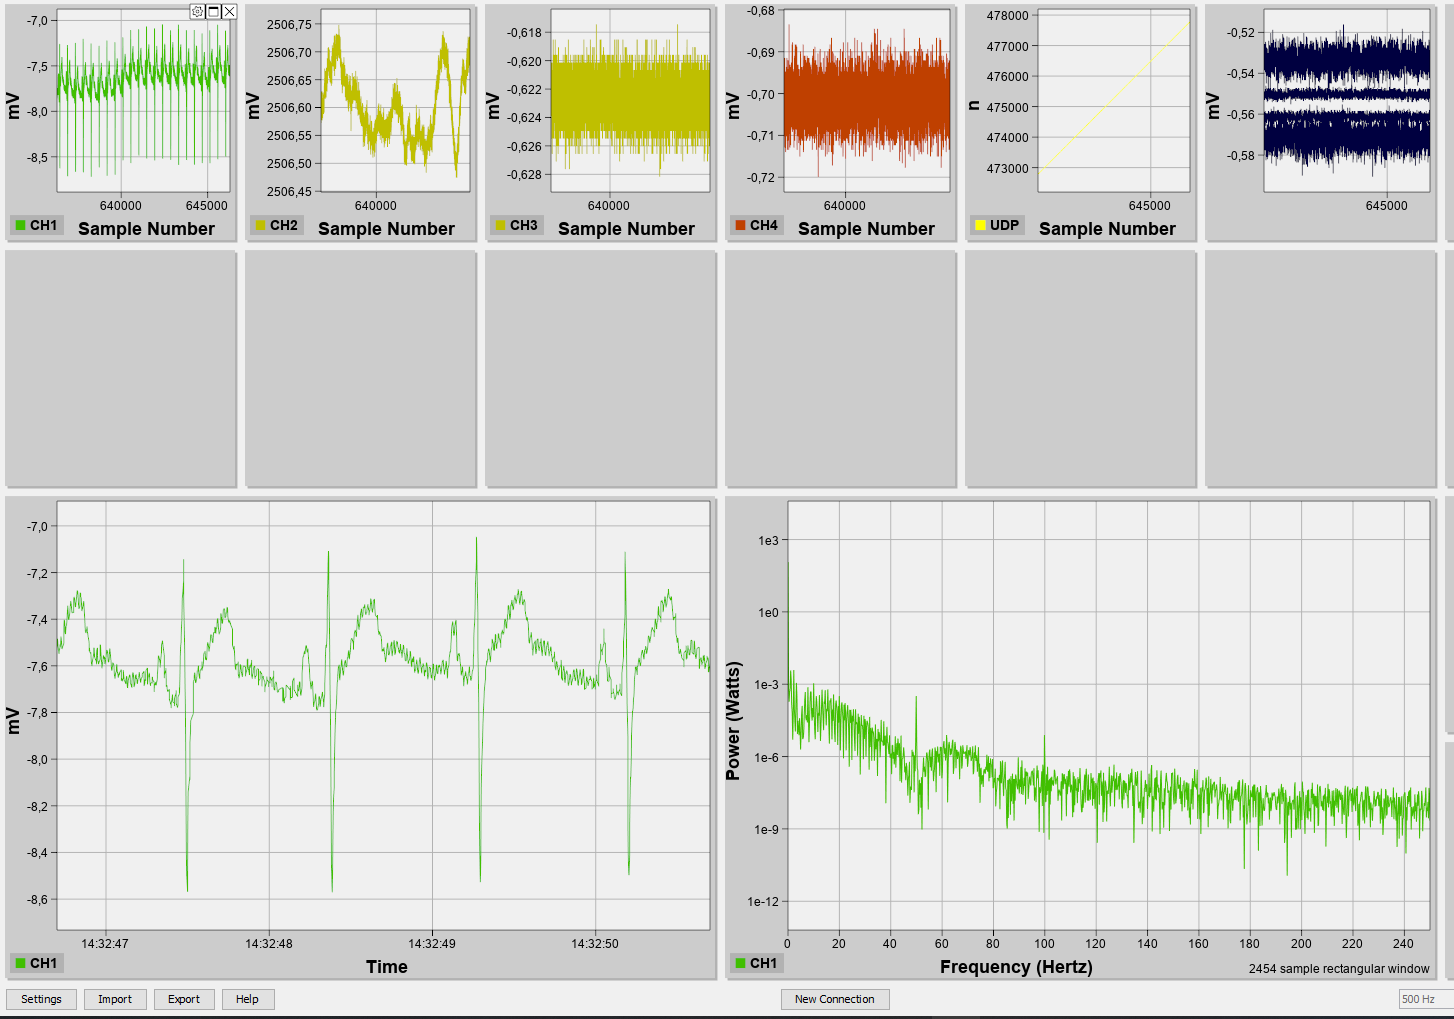 -7,0
-7,5
-8,0
-8,5
mV
640000 645000
CH1 Sample Number
2506,75
2506,70
2506,65
2506,60
2506,55
2506,50
2506,45
mV
640000
CH2 Sample Number
-0,618
-0,620
-0,622
-0,624
-0,626
-0,628
mV
640000
CH3 Sample Number
-0,68
-0,69
-0,70
-0,71
-0,72
mV
640000
CH4 Sample Number
478000
477000
476000
475000
474000
473000
n
645000
UDP Sample Number
-0,52
-0,54
-0,56
-0,58
mV
645000
-7,0
-7,2
-7,4
-7,6
-7,8
-8,0
-8,2
-8,4
-8,6
mV
14:32:47 14:32:48 14:32:49 14:32:50
CH1 Time
1e3
1e0
1e-3
1e-6
1e-9
1e-12
Power (Watts)
0 20 40 60 80 100 120 140 160 180 200 220 240
CH1 Frequency (Hertz) 2454 sample rectangular window
Settings Import Export Help New Connection 500 Hz